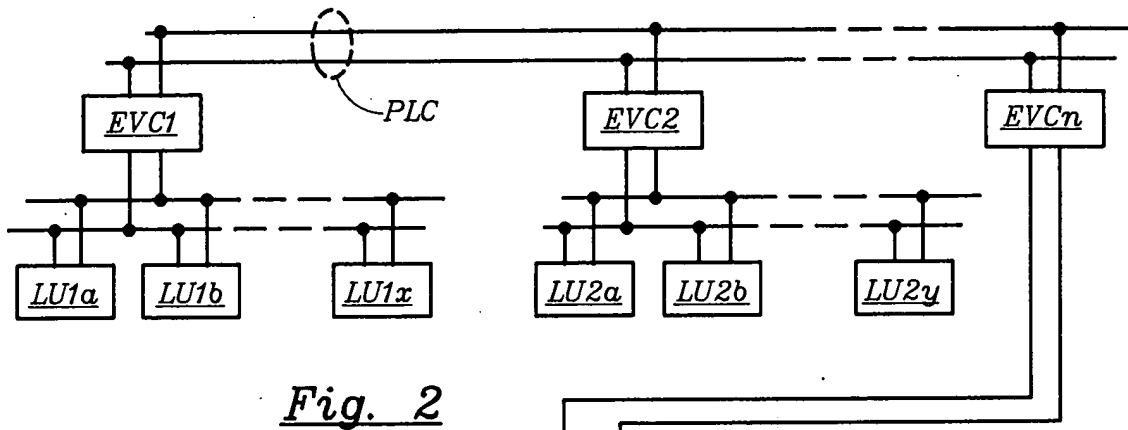 PLC
EVC1
EVC2
EVCn
LU1a
LU1b
LU1x
LU2a
LU2b
LU2y
Fig. 2